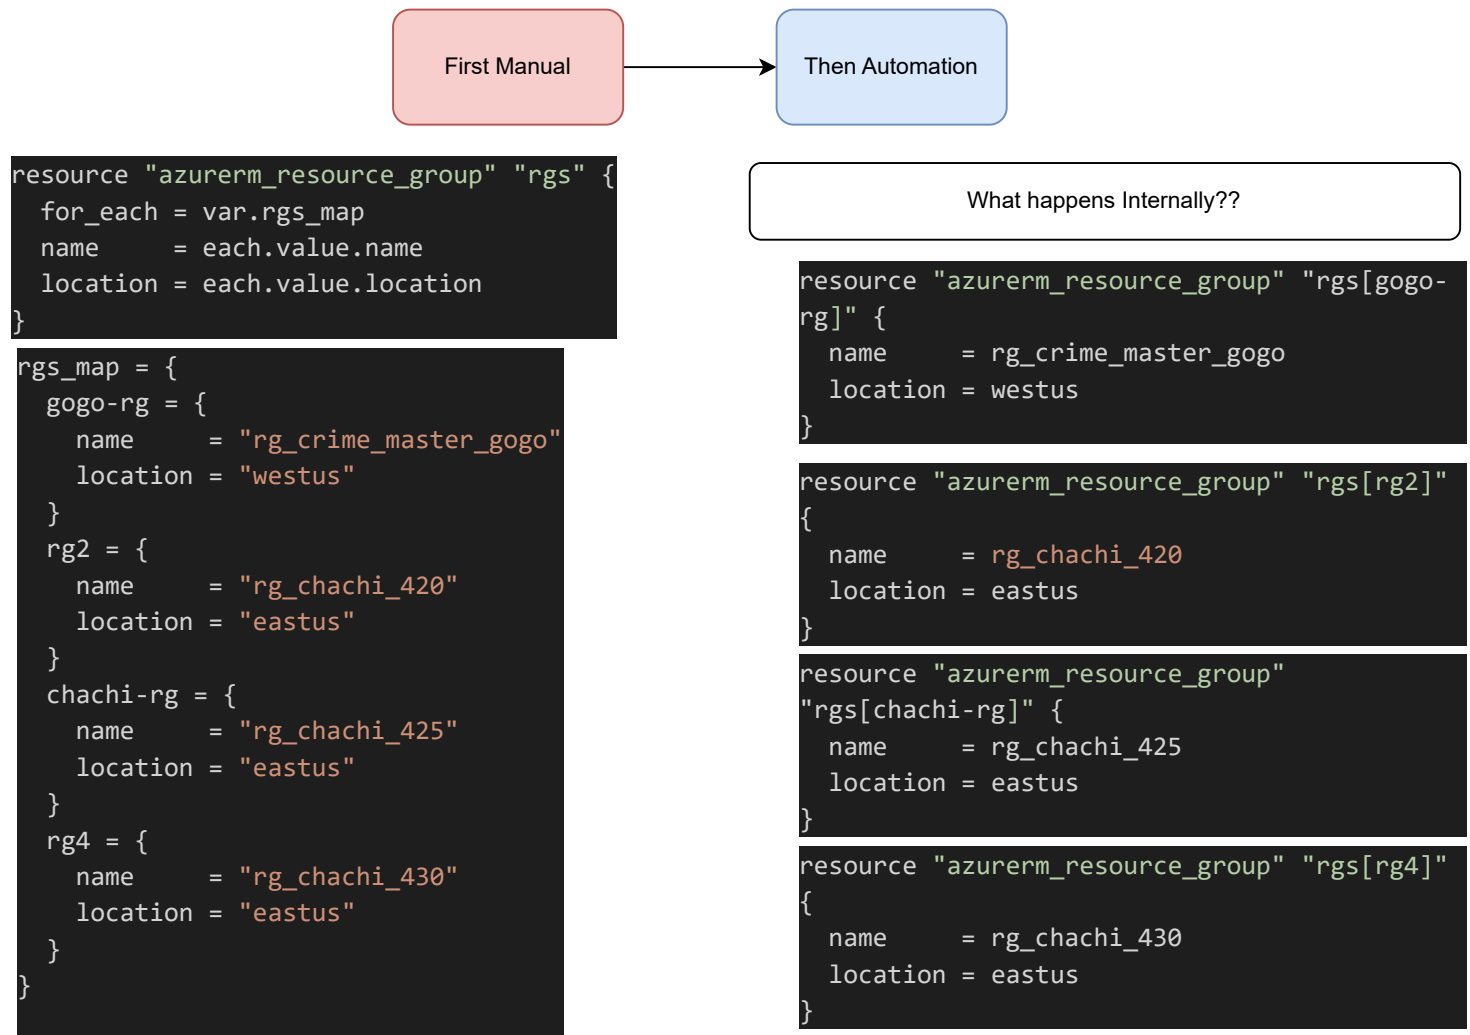 First Manual
Then Automation
resource "azurerm_resource_group" "rgs" {
  for_each = var.rgs_map
  name     = each.value.name
  location = each.value.location
}
rgs_map = {
  gogo-rg = {
    name     = "rg_crime_master_gogo"
    location = "westus"
  }
  rg2 = {
    name     = "rg_chachi_420"
    location = "eastus"
  }
  chachi-rg = {
    name     = "rg_chachi_425"
    location = "eastus"
  }
  rg4 = {
    name     = "rg_chachi_430"
    location = "eastus"
  }
}
What happens Internally??
resource "azurerm_resource_group" "rgs[gogo-
rg]" {
  name     = rg_crime_master_gogo
  location = westus
}
resource "azurerm_resource_group" "rgs[rg2]"
{
  name     = rg_chachi_420
  location = eastus
}
resource "azurerm_resource_group"
"rgs[chachi-rg]" {
  name     = rg_chachi_425
  location = eastus
}
resource "azurerm_resource_group" "rgs[rg4]"
{
  name     = rg_chachi_430
  location = eastus
}